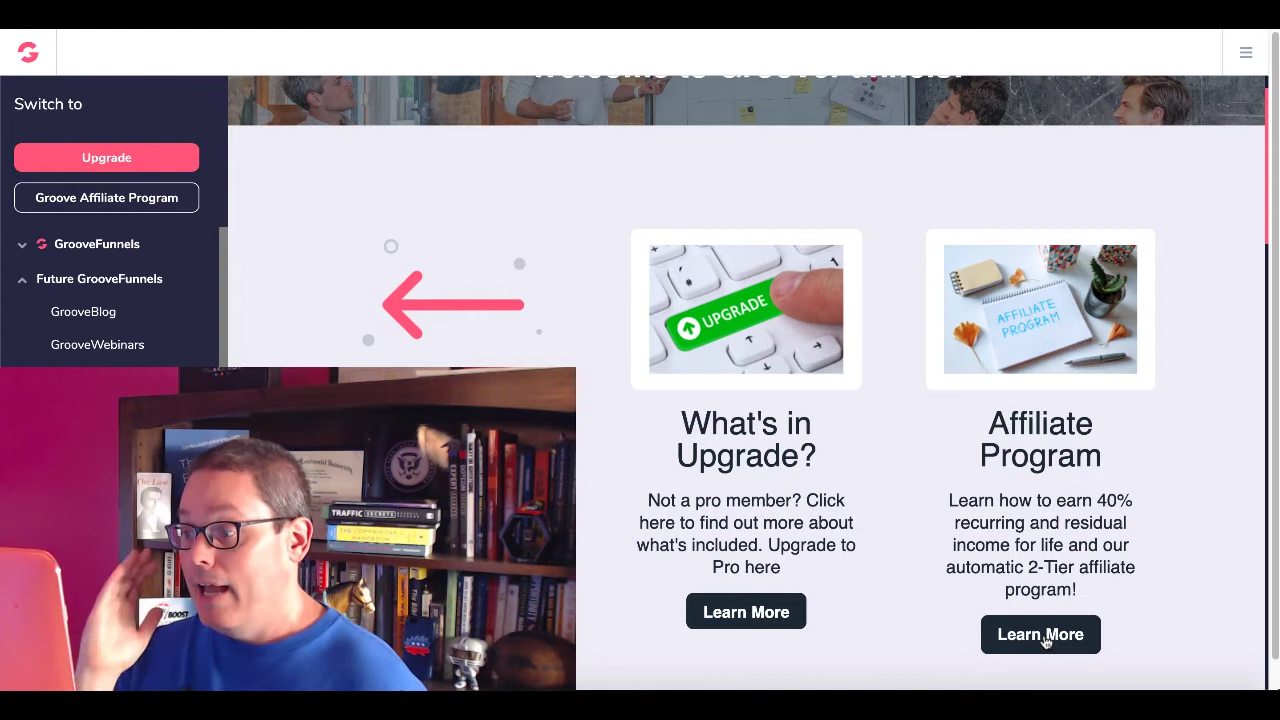 Welcome to GrooveFunnels!
Switch to
Upgrade
Groove Affiliate Program
GrooveFunnels
Future GrooveFunnels
GrooveBlog
GrooveWebinars
UPGRADE
AFFILIATE
PROGRAM
What's in
Upgrade?
Not a pro member? Click
here to find out more about
what's included. Upgrade to
Pro here
Learn More
Affiliate
Program
Learn how to earn 40%
recurring and residual
income for life and our
automatic 2-Tier affiliate
program!
Learn More
TRAFFIC SECRETS